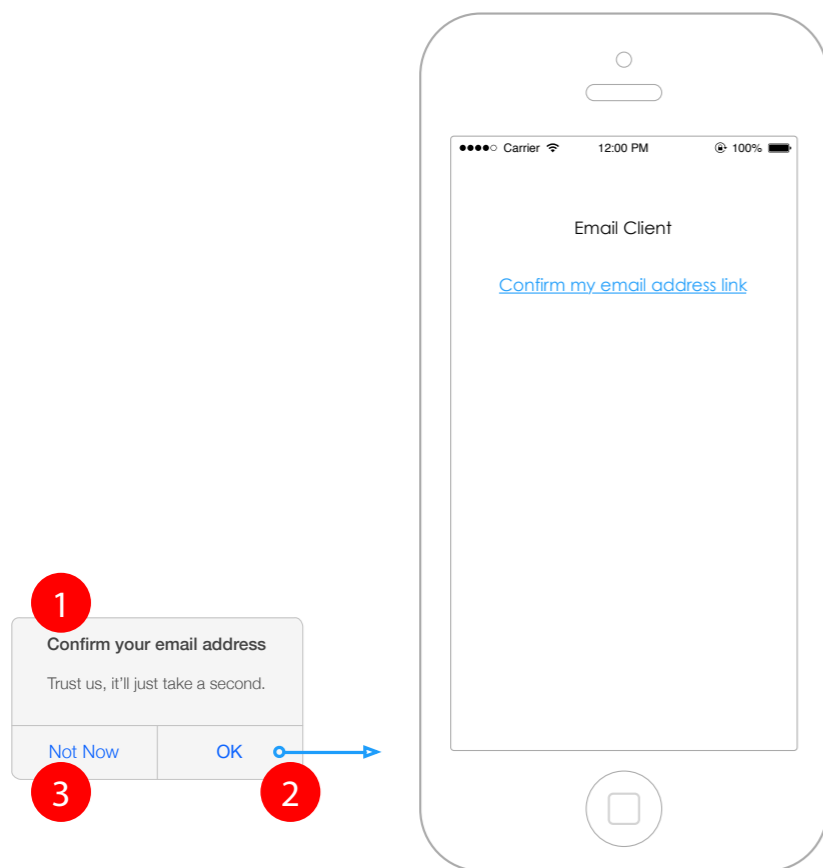 Carrier 12:00 PM 100%
Email Client
Confirm my email address link
1
Confirm your email address
Trust us, it'll just take a second.
Not Now OK
3 2